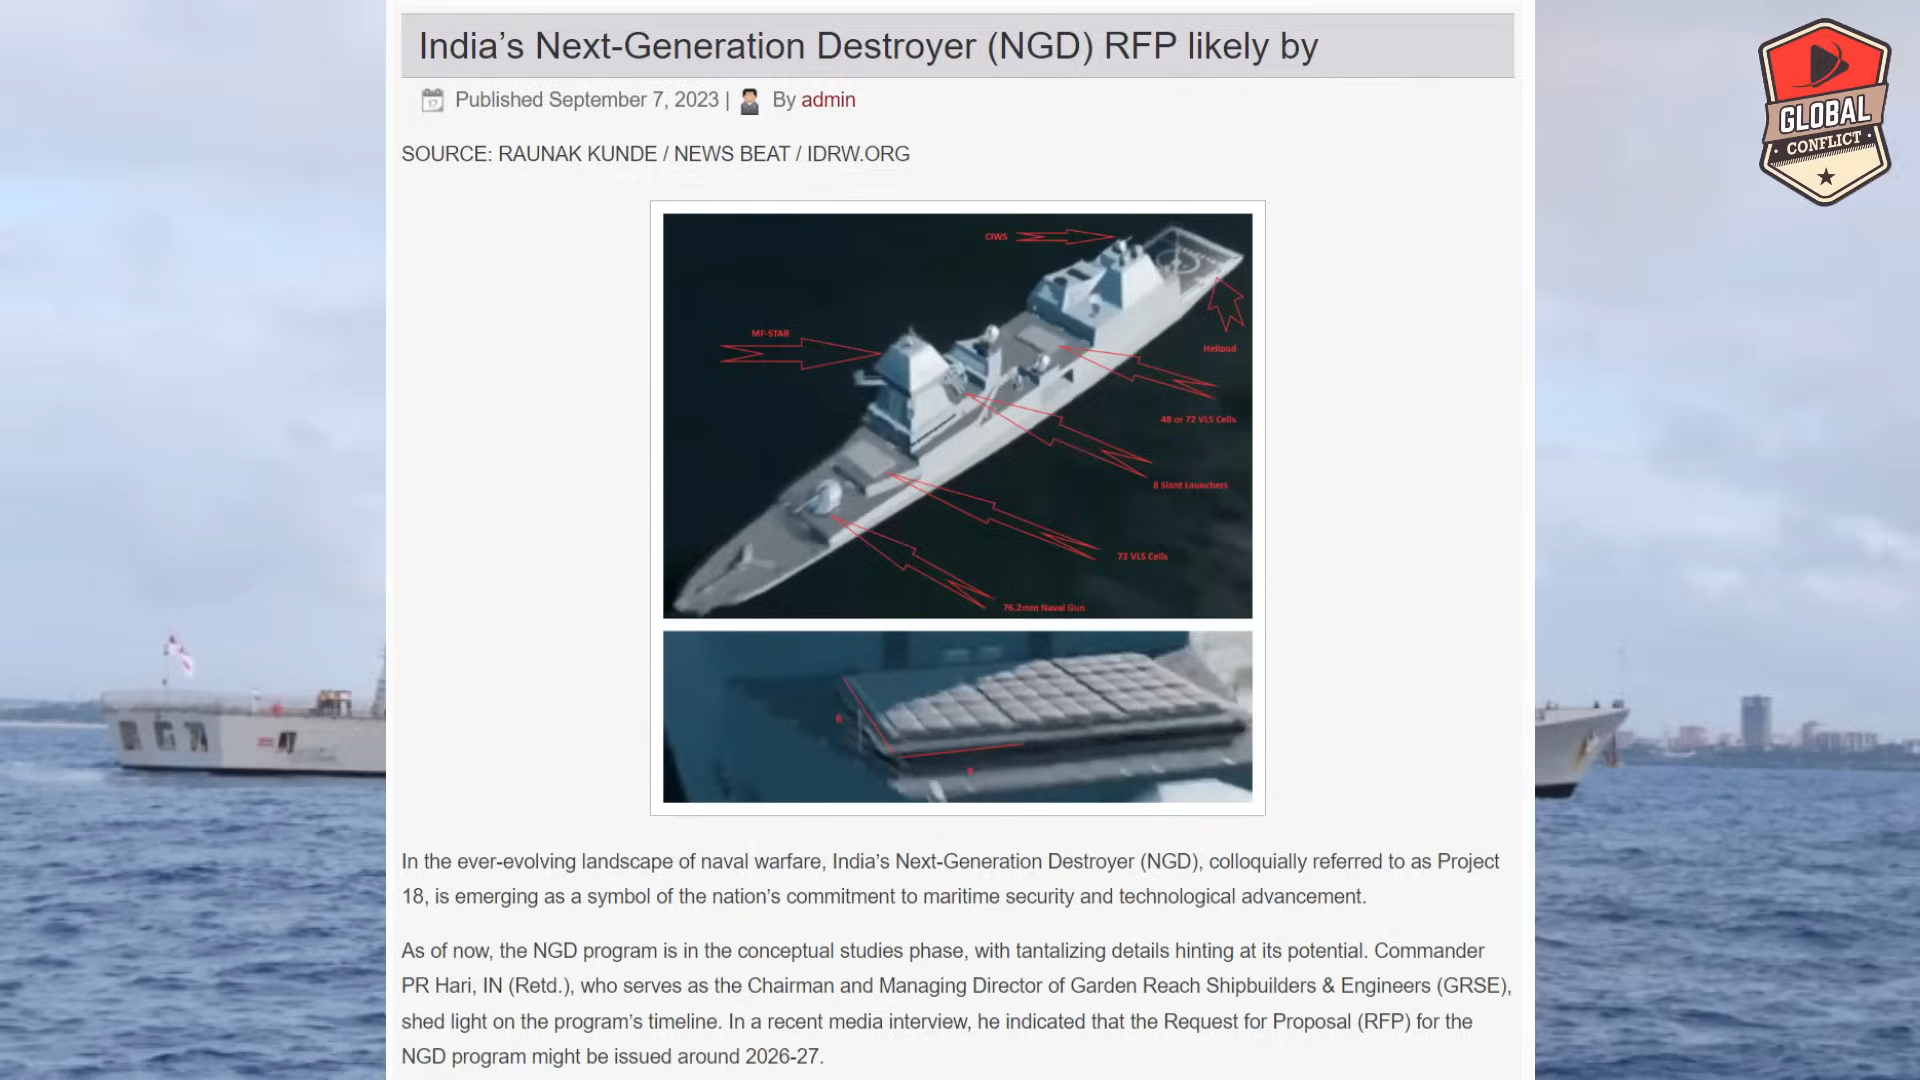 India’s Next-Generation Destroyer (NGD) RFP likely by
17
Published September 7, 2023 | By admin
SOURCE: RAUNAK KUNDE / NEWS BEAT / IDRW.ORG
GLOBAL
CONFLICT
CIWS
MF-STAR
Helipad
48 or 72 VLS Cells
8 Slant Launchers
72 VLS Cells
76.2mm Naval Gun
In the ever-evolving landscape of naval warfare, India’s Next-Generation Destroyer (NGD), colloquially referred to as Project
18, is emerging as a symbol of the nation’s commitment to maritime security and technological advancement.
As of now, the NGD program is in the conceptual studies phase, with tantalizing details hinting at its potential. Commander
PR Hari, IN (Retd.), who serves as the Chairman and Managing Director of Garden Reach Shipbuilders & Engineers (GRSE),
shed light on the program’s timeline. In a recent media interview, he indicated that the Request for Proposal (RFP) for the
NGD program might be issued around 2026-27.